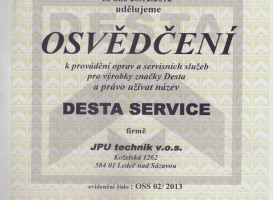 udělujeme
OSVĚDČENÍ
k provádění oprav a servisních služeb
pro výrobky značky Desta
a právo užívat název
DESTA SERVICE
firmě
JPU technik v.o.s.
Koželská 1262
584 01 Ledeč nad Sázavou
evidenční číslo : OSS 02/ 2013